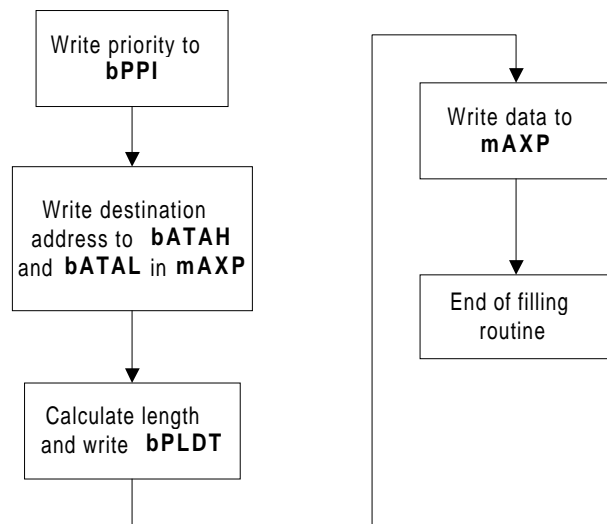 Write priority to
bPPI
Write destination
address to bATAH
and bATAL in mAXP
Calculate length
and write bPLDT
Write data to
mAXP
End of filling
routine